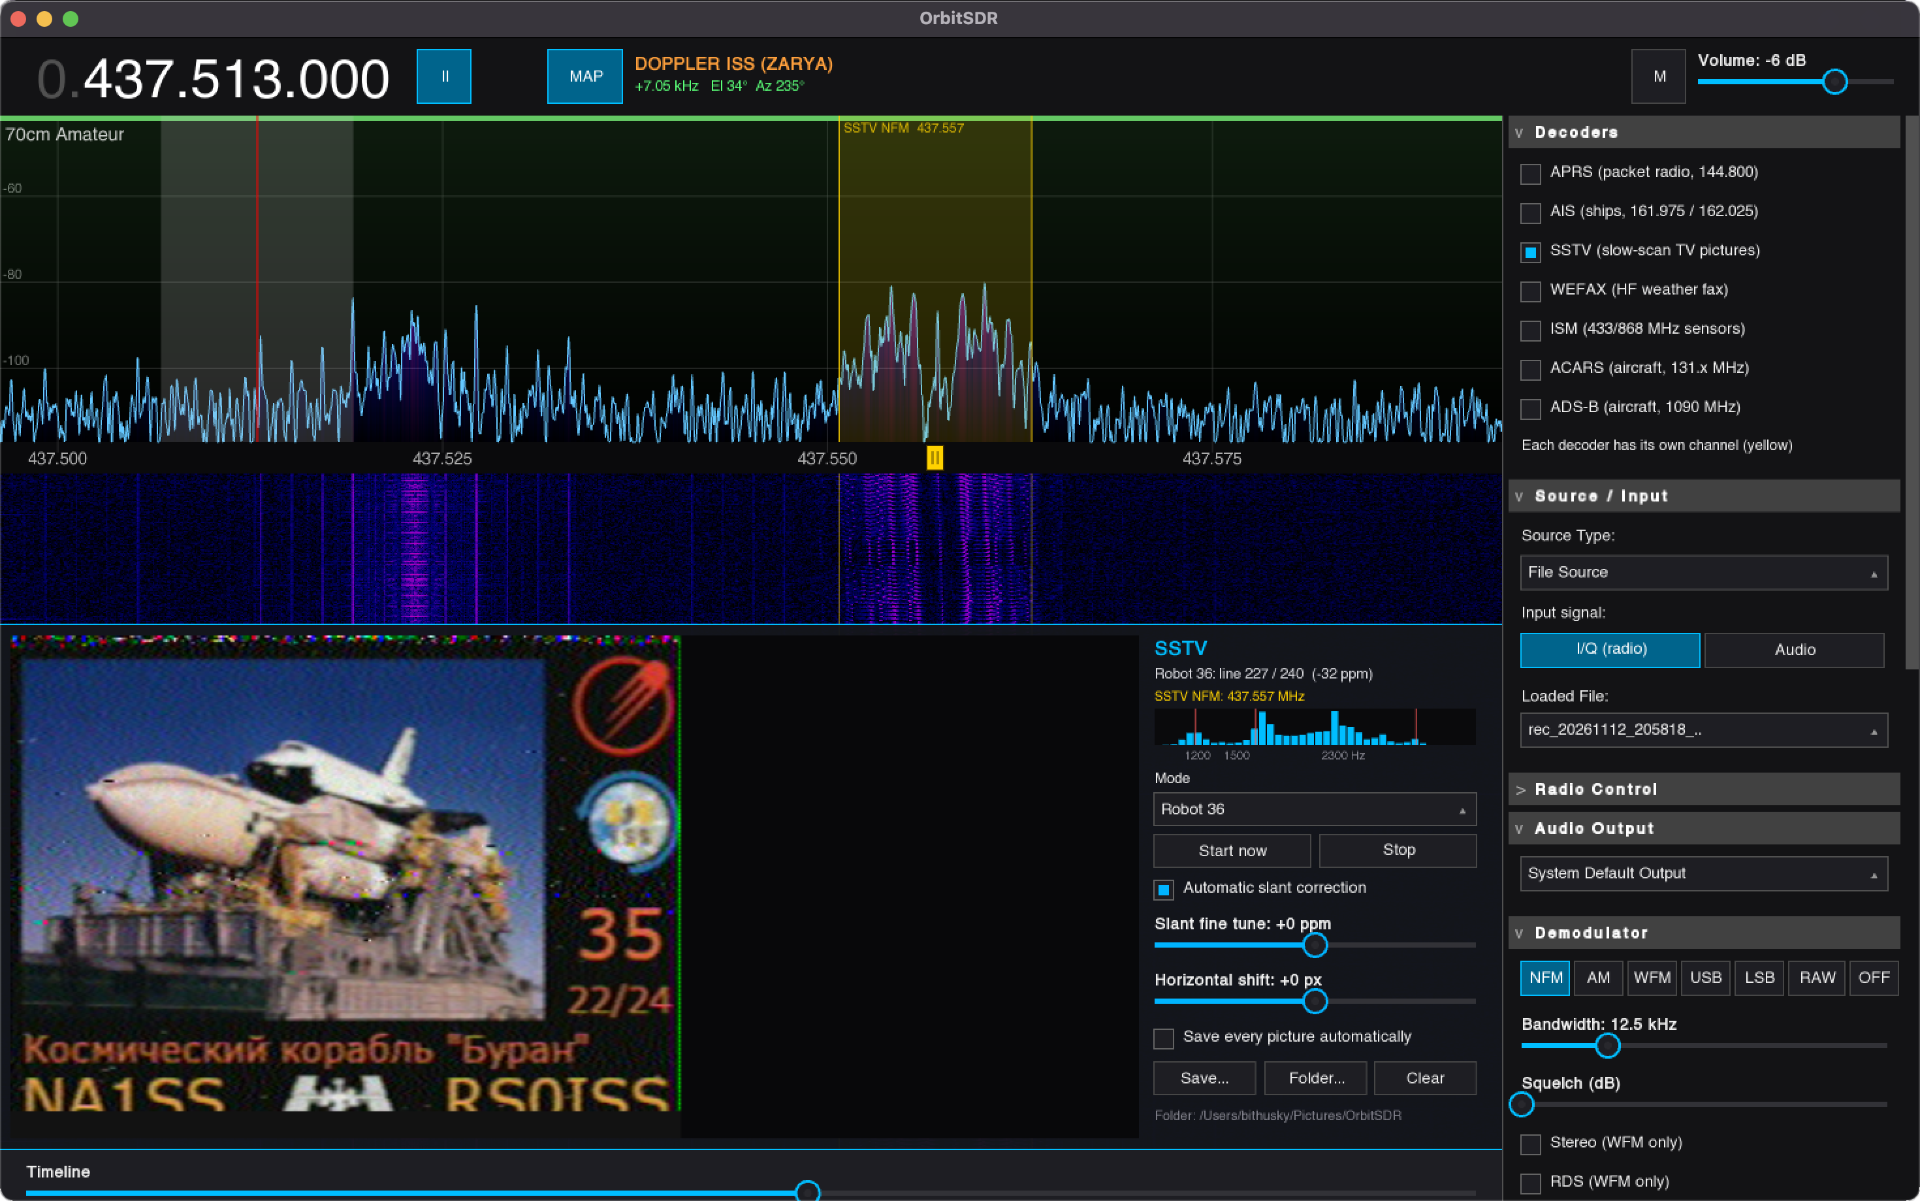 OrbitSDR
0.437.513.000
II
MAP
DOPPLER ISS (ZARYA)
+7.05 kHz El 34° Az 235°
M
Volume: -6 dB
70cm Amateur
SSTV NFM 437.557
-60
-80
-100
437.500
437.525
437.550
437.575
35
22/24
Космический корабль "Буран"
NA1SS
RS0ISS
ISS
SSTV
Robot 36: line 227 / 240 (-32 ppm)
SSTV NFM: 437.557 MHz
1200
1500
2300 Hz
Mode
Robot 36
Start now
Stop
Automatic slant correction
Slant fine tune: +0 ppm
Horizontal shift: +0 px
Save every picture automatically
Save...
Folder...
Clear
Folder: /Users/bithusky/Pictures/OrbitSDR
Timeline
v Decoders
APRS (packet radio, 144.800)
AIS (ships, 161.975 / 162.025)
SSTV (slow-scan TV pictures)
WEFAX (HF weather fax)
ISM (433/868 MHz sensors)
ACARS (aircraft, 131.x MHz)
ADS-B (aircraft, 1090 MHz)
Each decoder has its own channel (yellow)
v Source / Input
Source Type:
File Source
Input signal:
I/Q (radio)
Audio
Loaded File:
rec_20261112_205818_..
> Radio Control
v Audio Output
System Default Output
v Demodulator
NFM
AM
WFM
USB
LSB
RAW
OFF
Bandwidth: 12.5 kHz
Squelch (dB)
Stereo (WFM only)
RDS (WFM only)